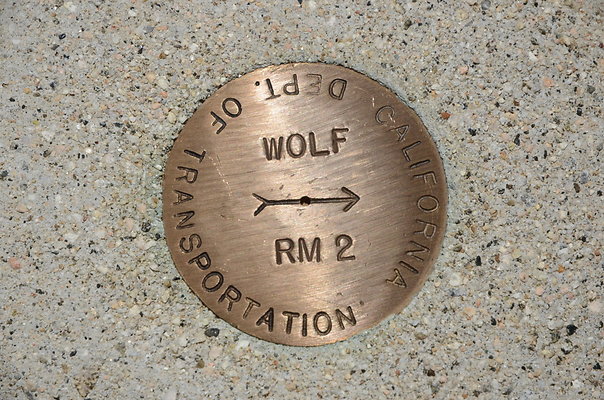 CALIFORNIA DEPT. OF TRANSPORTATION
WOLF
RM 2